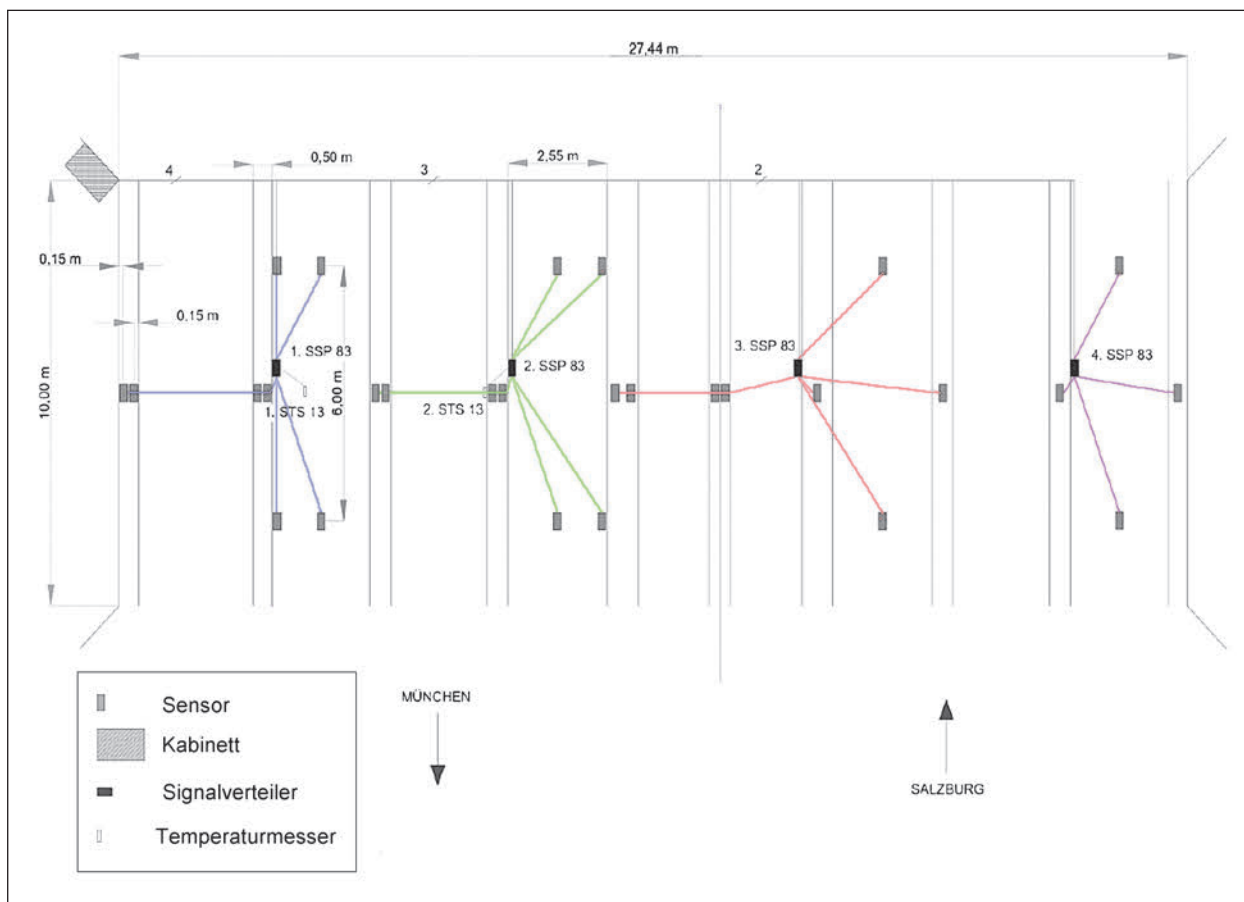 27,44 m
0,50 m
2,55 m
4
3
2
0,15 m
0,15 m
10,00 m
6,00 m
1. SSP 83
2. SSP 83
3. SSP 83
4. SSP 83
1. STS 13
2. STS 13
MÜNCHEN
SALZBURG
Sensor
Kabinett
Signalverteiler
Temperaturmesser